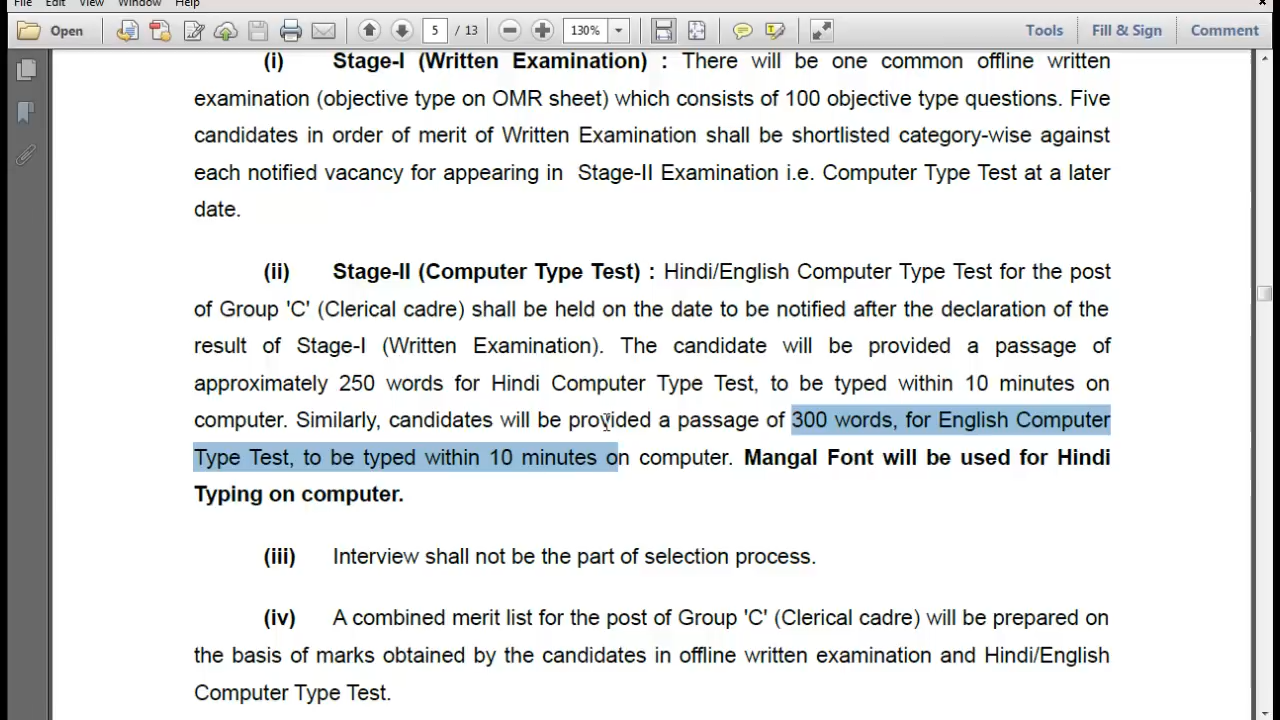 File Edit View Window Help
Open 5 / 13 130% Tools Fill & Sign Comment
(i) Stage-I (Written Examination) : There will be one common offline written
examination (objective type on OMR sheet) which consists of 100 objective type questions. Five
candidates in order of merit of Written Examination shall be shortlisted category-wise against
each notified vacancy for appearing in Stage-II Examination i.e. Computer Type Test at a later
date.
(ii) Stage-II (Computer Type Test) : Hindi/English Computer Type Test for the post
of Group 'C' (Clerical cadre) shall be held on the date to be notified after the declaration of the
result of Stage-I (Written Examination). The candidate will be provided a passage of
approximately 250 words for Hindi Computer Type Test, to be typed within 10 minutes on
computer. Similarly, candidates will be provided a passage of 300 words, for English Computer
Type Test, to be typed within 10 minutes on computer. Mangal Font will be used for Hindi
Typing on computer.
(iii) Interview shall not be the part of selection process.
(iv) A combined merit list for the post of Group 'C' (Clerical cadre) will be prepared on
the basis of marks obtained by the candidates in offline written examination and Hindi/English
Computer Type Test.